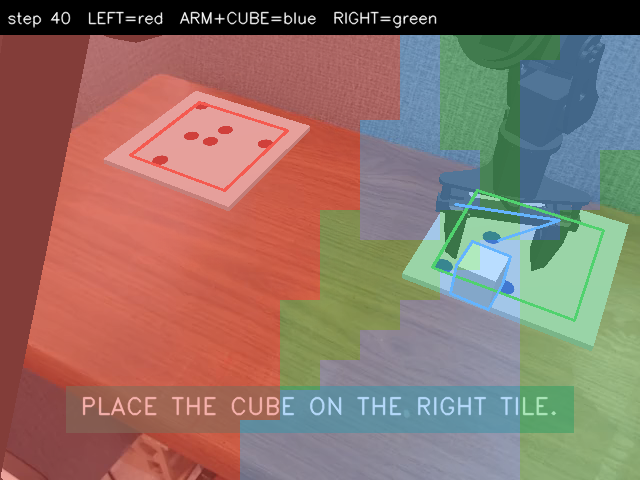 step 40 LEFT=red ARM+CUBE=blue RIGHT=green
PLACE THE CUBE ON THE RIGHT TILE.